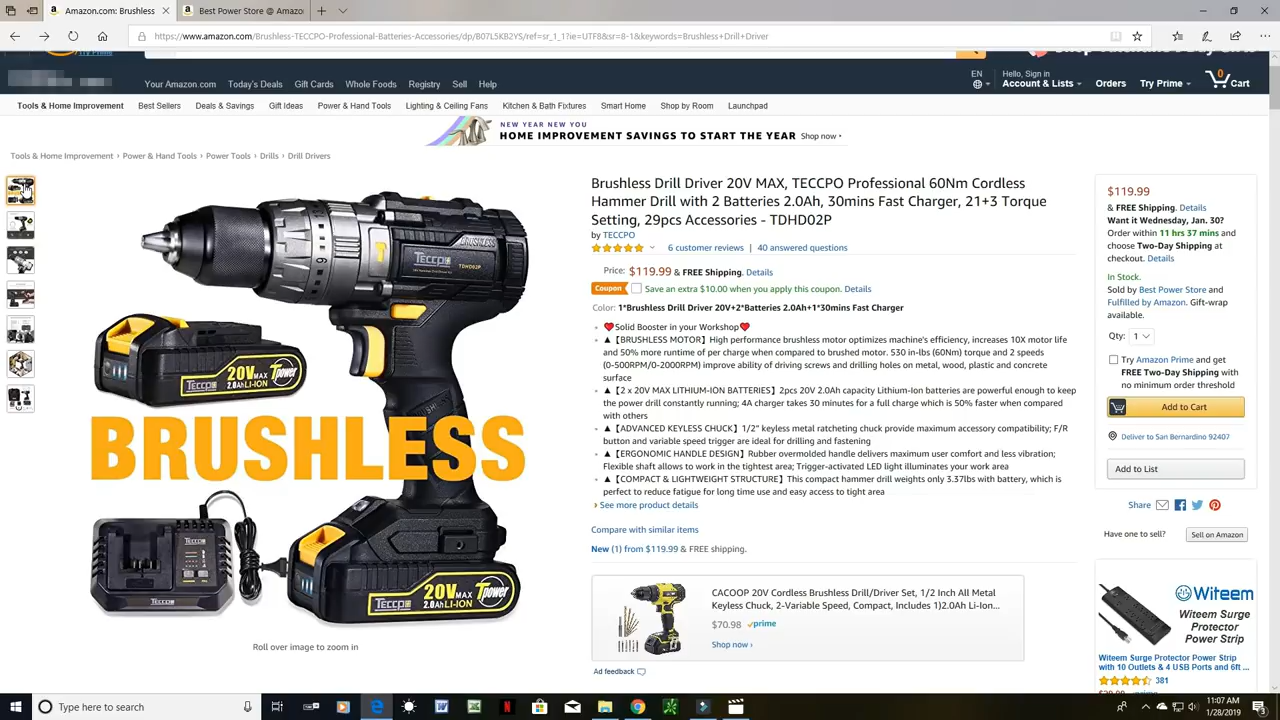 Amazon.com: Brushles
Amazon.com: Brushless Dri
https://www.amazon.com/Brushless-TECCPO-Professional-Batteries-Accessories/dp/B07L5KB2YS/ref=sr_1_1?ie=UTF8&sr=8-1&keywords=Brushless+Drill+Driver
Try Prime
Your Amazon.com Today's Deals Gift Cards Whole Foods Registry Sell Help
EN
Hello, Sign in
Account & Lists Orders Try Prime 0 Cart
Tools & Home Improvement Best Sellers Deals & Savings Gift Ideas Power & Hand Tools Lighting & Ceiling Fans Kitchen & Bath Fixtures Smart Home Shop by Room Launchpad
NEW YEAR NEW YOU
HOME IMPROVEMENT SAVINGS TO START THE YEAR Shop now ›
Tools & Home Improvement › Power & Hand Tools › Power Tools › Drills › Drill Drivers
BRUSHLESS
TECCPO
TDHD02P
20V MAX
2.0Ah LI-ION
TECCPO
BRUSHLESS
TECCPO
TECCPO
20V MAX
2.0Ah LI-ION
Tpower
Roll over image to zoom in
Brushless Drill Driver 20V MAX, TECCPO Professional 60Nm Cordless
Hammer Drill with 2 Batteries 2.0Ah, 30mins Fast Charger, 21+3 Torque
Setting, 29pcs Accessories - TDHD02P
by TECCPO
6 customer reviews | 40 answered questions
Price: $119.99 & FREE Shipping. Details
Coupon Save an extra $10.00 when you apply this coupon. Details
Color: 1*Brushless Drill Driver 20V+2*Batteries 2.0Ah+1*30mins Fast Charger
❤Solid Booster in your Workshop❤
▲【BRUSHLESS MOTOR】High performance brushless motor optimizes machine's efficiency, increases 10X motor life
and 50% more runtime of per charge when compared to brushed motor. 530 in-lbs (60Nm) torque and 2 speeds
(0-500RPM/0-2000RPM) improve ability of driving screws and drilling holes on metal, wood, plastic and concrete
surface
▲【2 x 20V MAX LITHIUM-ION BATTERIES】2pcs 20V 2.0Ah capacity Lithium-ion batteries are powerful enough to keep
the power drill constantly running; 4A charger takes 30 minutes for a full charge which is 50% faster when compared
with others
▲【ADVANCED KEYLESS CHUCK】1/2" keyless metal ratcheting chuck provide maximum accessory compatibility; F/R
button and variable speed trigger are ideal for drilling and fastening
▲【ERGONOMIC HANDLE DESIGN】Rubber overmolded handle delivers maximum user comfort and less vibration;
Flexible shaft allows to work in the tightest area; Trigger-activated LED light illuminates your work area
▲【COMPACT & LIGHTWEIGHT STRUCTURE】This compact hammer drill weights only 3.37lbs with battery, which is
perfect to reduce fatigue for long time use and easy access to tight area
› See more product details
Compare with similar items
New (1) from $119.99 & FREE shipping.
CACOOP 20V Cordless Brushless Drill/Driver Set, 1/2 Inch All Metal
Keyless Chuck, 2-Variable Speed, Compact, Includes 1)2.0Ah Li-Ion...
$70.98 prime
Shop now ›
Ad feedback
$119.99
& FREE Shipping. Details
Want it Wednesday, Jan. 30?
Order within 11 hrs 37 mins and
choose Two-Day Shipping at
checkout. Details
In Stock.
Sold by Best Power Store and
Fulfilled by Amazon. Gift-wrap
available.
Qty: 1
Try Amazon Prime and get
FREE Two-Day Shipping with
no minimum order threshold
Add to Cart
Deliver to San Bernardino 92407
Add to List
Share
Have one to sell? Sell on Amazon
Witeem
Witeem Surge
Protector
Power Strip
Witeem Surge Protector Power Strip
with 10 Outlets & 4 USB Ports and 6ft ...
381
Type here to search
11:07 AM
1/28/2019
3